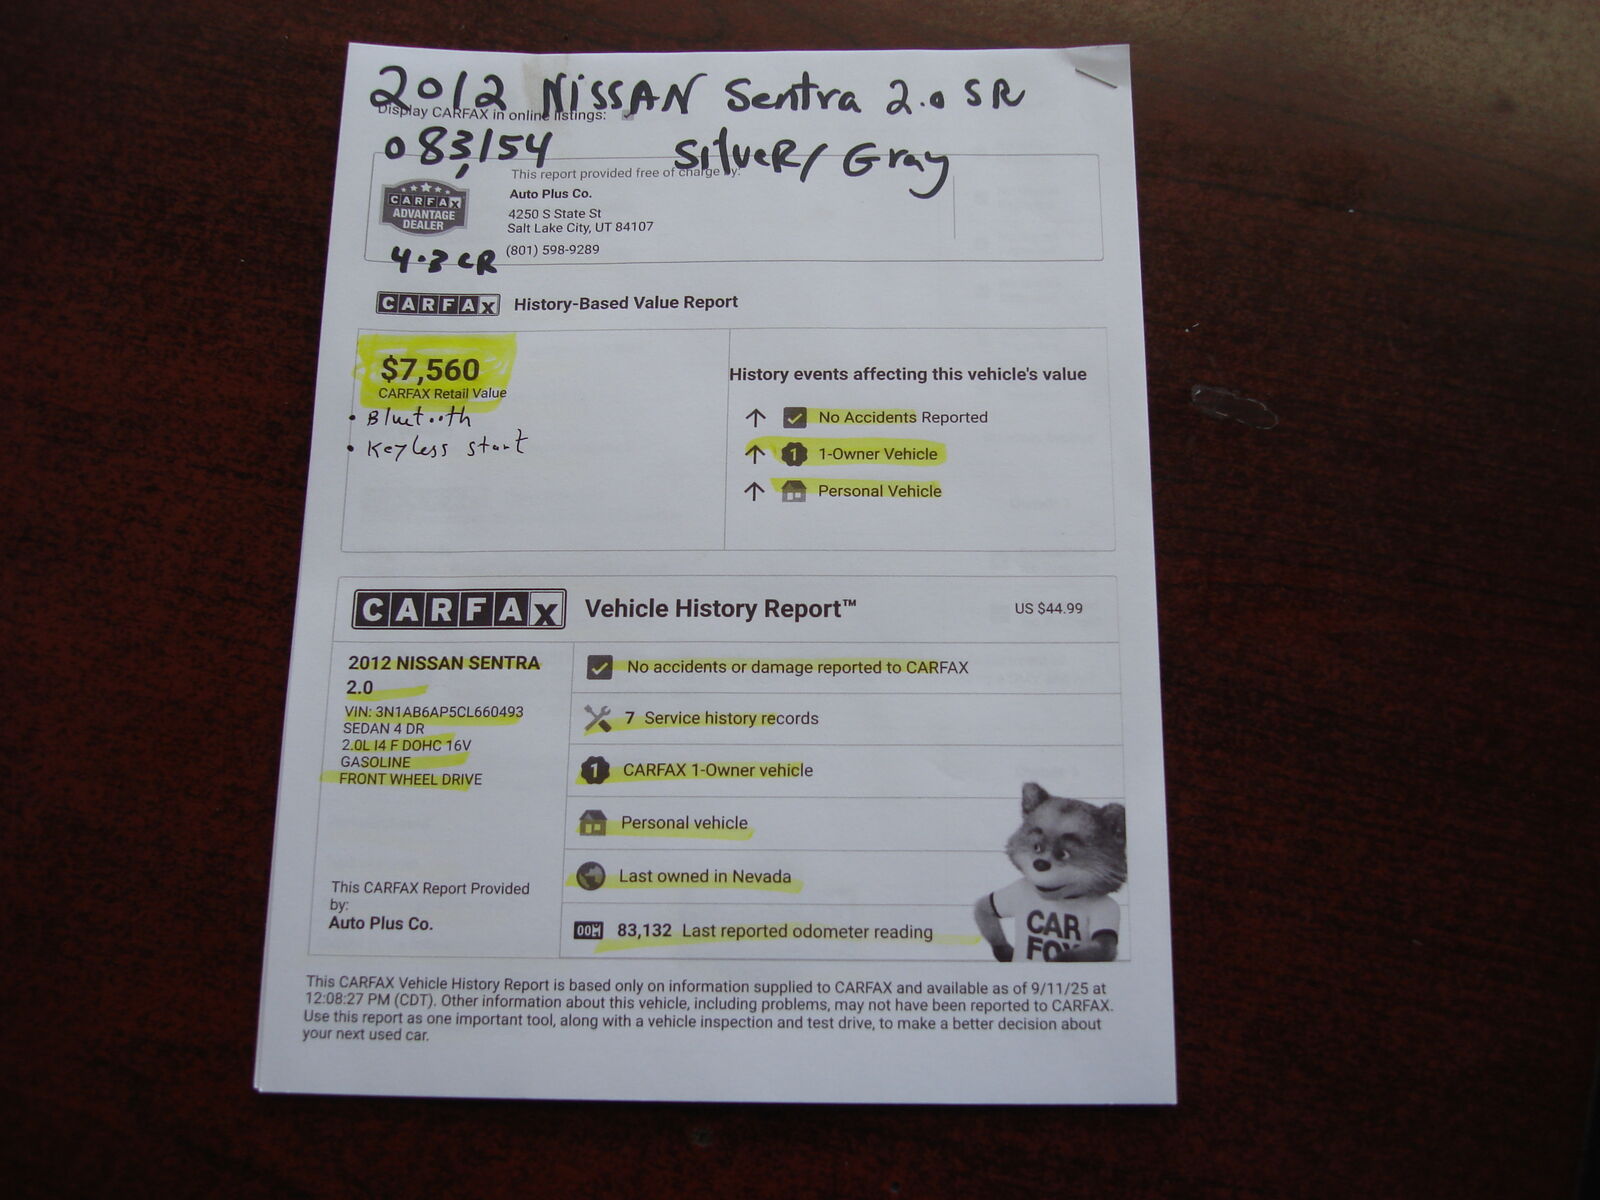 2012 NISSAN Sentra 2.0 SR
Display CARFAX in online listings:
083,154 Silver/Gray
This report provided free of charge by:
CARFAX
ADVANTAGE
DEALER
Auto Plus Co.
4250 S State St
Salt Lake City, UT 84107
(801) 598-9289
CARFAX History-Based Value Report
$7,560
CARFAX Retail Value
• Bluetooth
• Keyless start
History events affecting this vehicle's value
No Accidents Reported
1 1-Owner Vehicle
Personal Vehicle
CARFAX Vehicle History Report™ US $44.99
2012 NISSAN SENTRA
2.0
VIN: 3N1AB6AP5CL660493
SEDAN 4 DR
2.0L I4 F DOHC 16V
GASOLINE
FRONT WHEEL DRIVE
This CARFAX Report Provided
by:
Auto Plus Co.
No accidents or damage reported to CARFAX
7 Service history records
1 CARFAX 1-Owner vehicle
Personal vehicle
Last owned in Nevada
83,132 Last reported odometer reading
CAR
FOX
This CARFAX Vehicle History Report is based only on information supplied to CARFAX and available as of 9/11/25 at
12:08:27 PM (CDT). Other information about this vehicle, including problems, may not have been reported to CARFAX.
Use this report as one important tool, along with a vehicle inspection and test drive, to make a better decision about
your next used car.